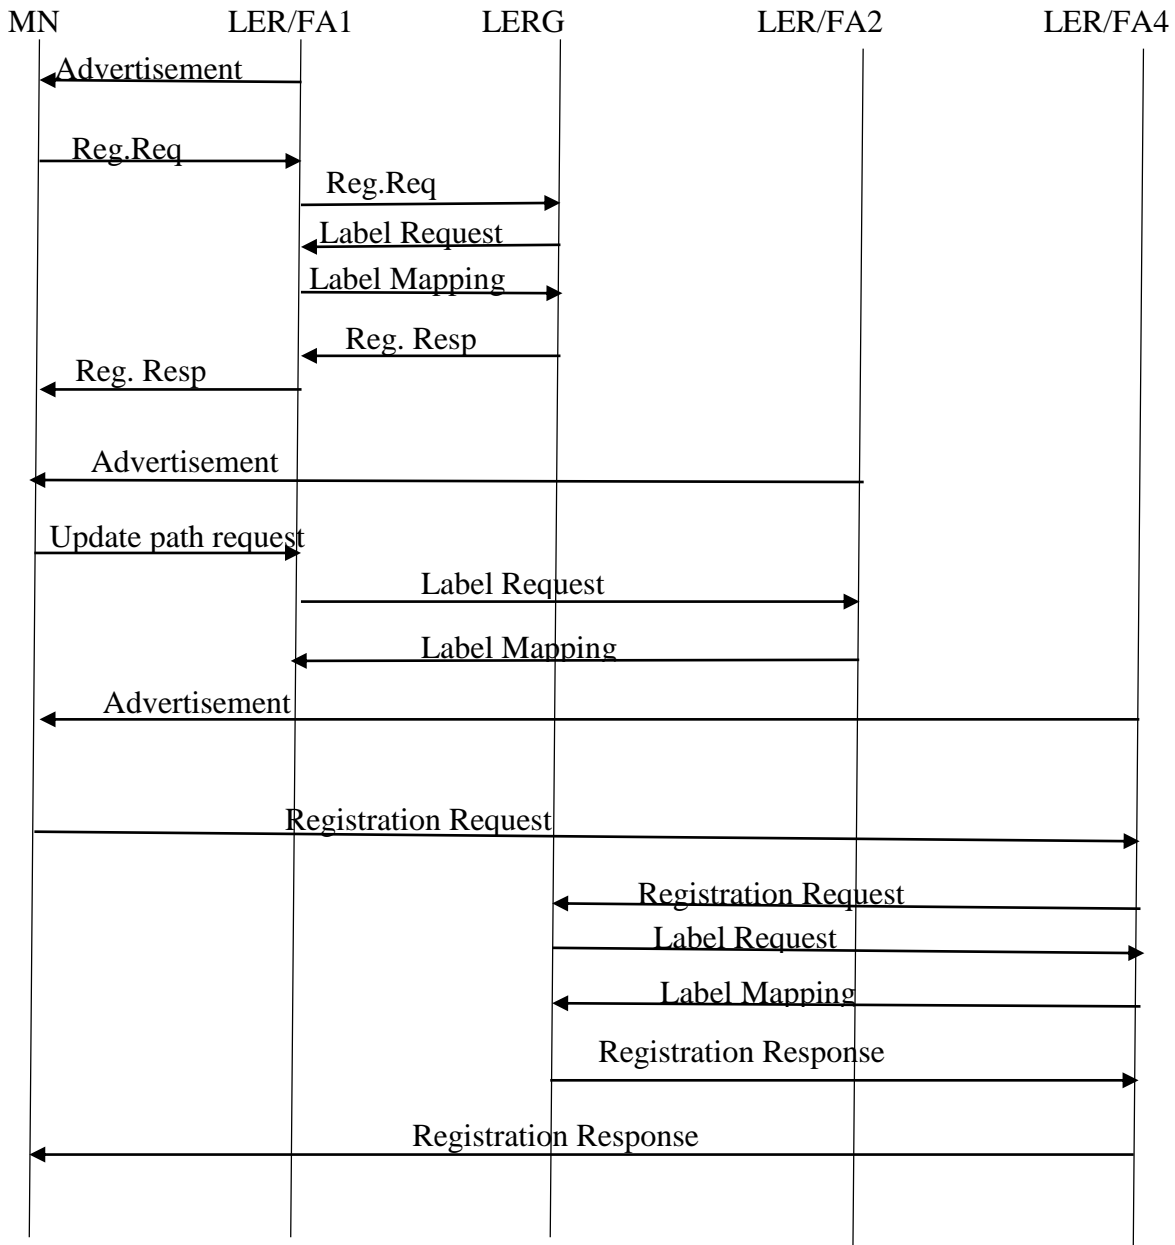 MN LER/FA1 LERG LER/FA2 LER/FA4
Advertisement
Reg.Req
Reg.Req
Label Request
Label Mapping
Reg. Resp
Reg. Resp
Advertisement
Update path request
Label Request
Label Mapping
Advertisement
Registration Request
Registration Request
Label Request
Label Mapping
Registration Response
Registration Response